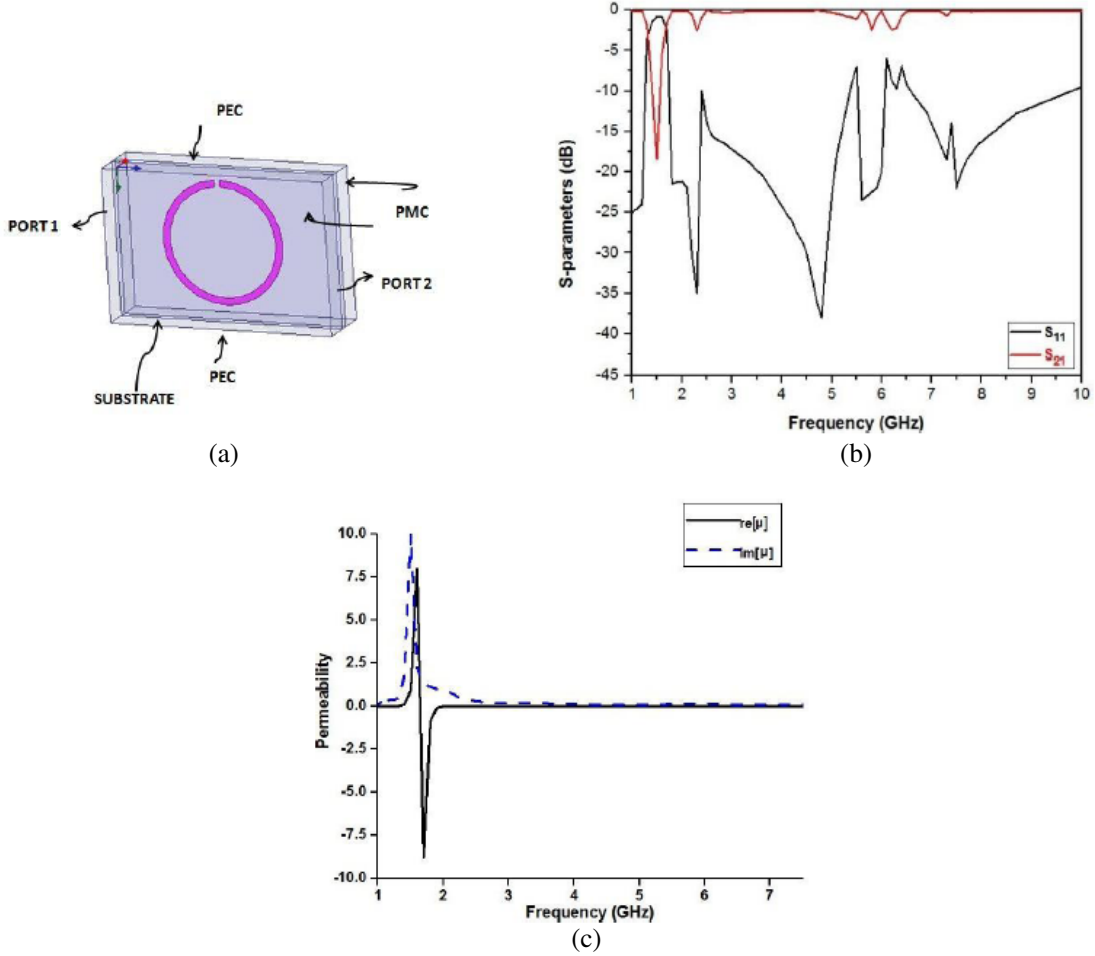 PEC
PMC
PORT 1
PORT 2
PEC
SUBSTRATE
(a)
0
-5
-10
-15
-20
-25
-30
-35
-40
-45
S-parameters (dB)
S11
S21
1 2 3 4 5 6 7 8 9 10
Frequency (GHz)
(b)
re[μ]
Im[μ]
10.0
7.5
5.0
2.5
0.0
-2.5
-5.0
-7.5
-10.0
Permeability
1 2 3 4 5 6 7
Frequency (GHz)
(c)